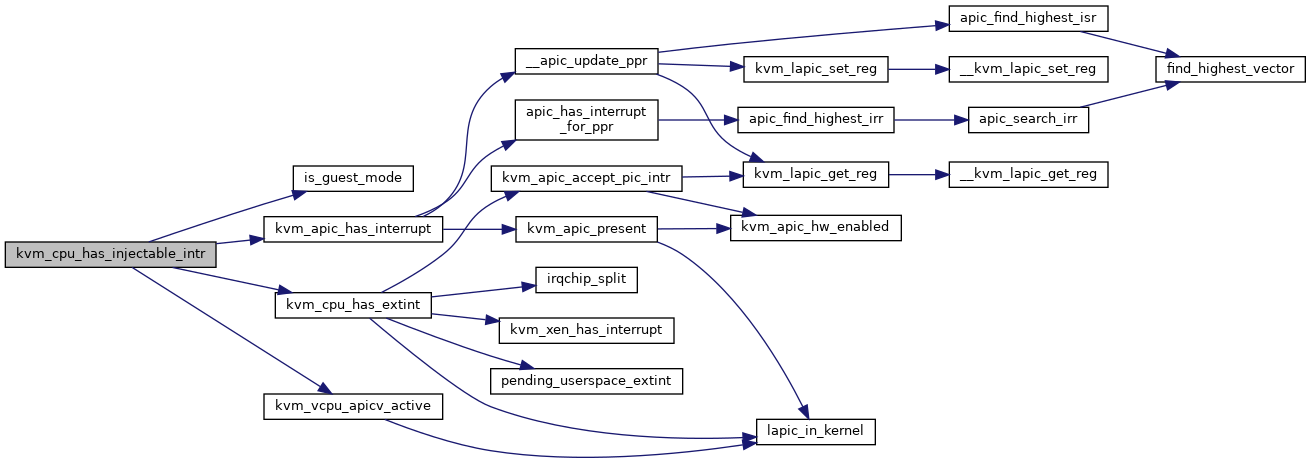 kvm_cpu_has_injectable_intr
is_guest_mode
kvm_apic_has_interrupt
kvm_cpu_has_extint
kvm_vcpu_apicv_active
__apic_update_ppr
apic_has_interrupt
_for_ppr
kvm_apic_accept_pic_intr
kvm_apic_present
irqchip_split
kvm_xen_has_interrupt
pending_userspace_extint
kvm_lapic_set_reg
apic_find_highest_irr
kvm_lapic_get_reg
kvm_apic_hw_enabled
lapic_in_kernel
apic_find_highest_isr
__kvm_lapic_set_reg
apic_search_irr
__kvm_lapic_get_reg
find_highest_vector